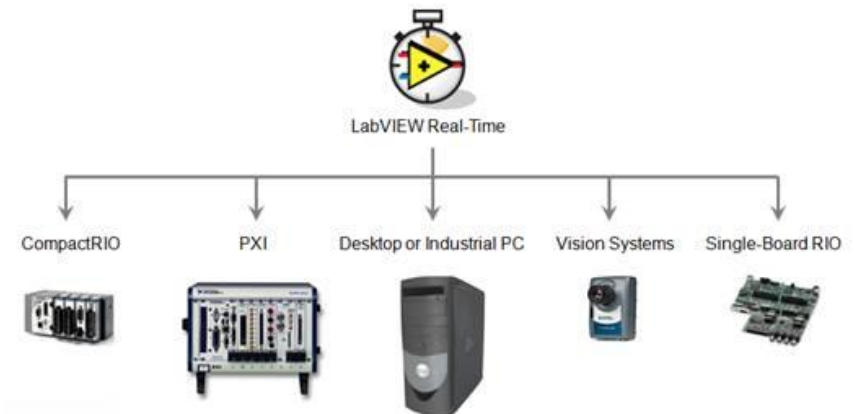 LabVIEW Real-Time
CompactRIO
PXI
Desktop or Industrial PC
Vision Systems
Single-Board RIO